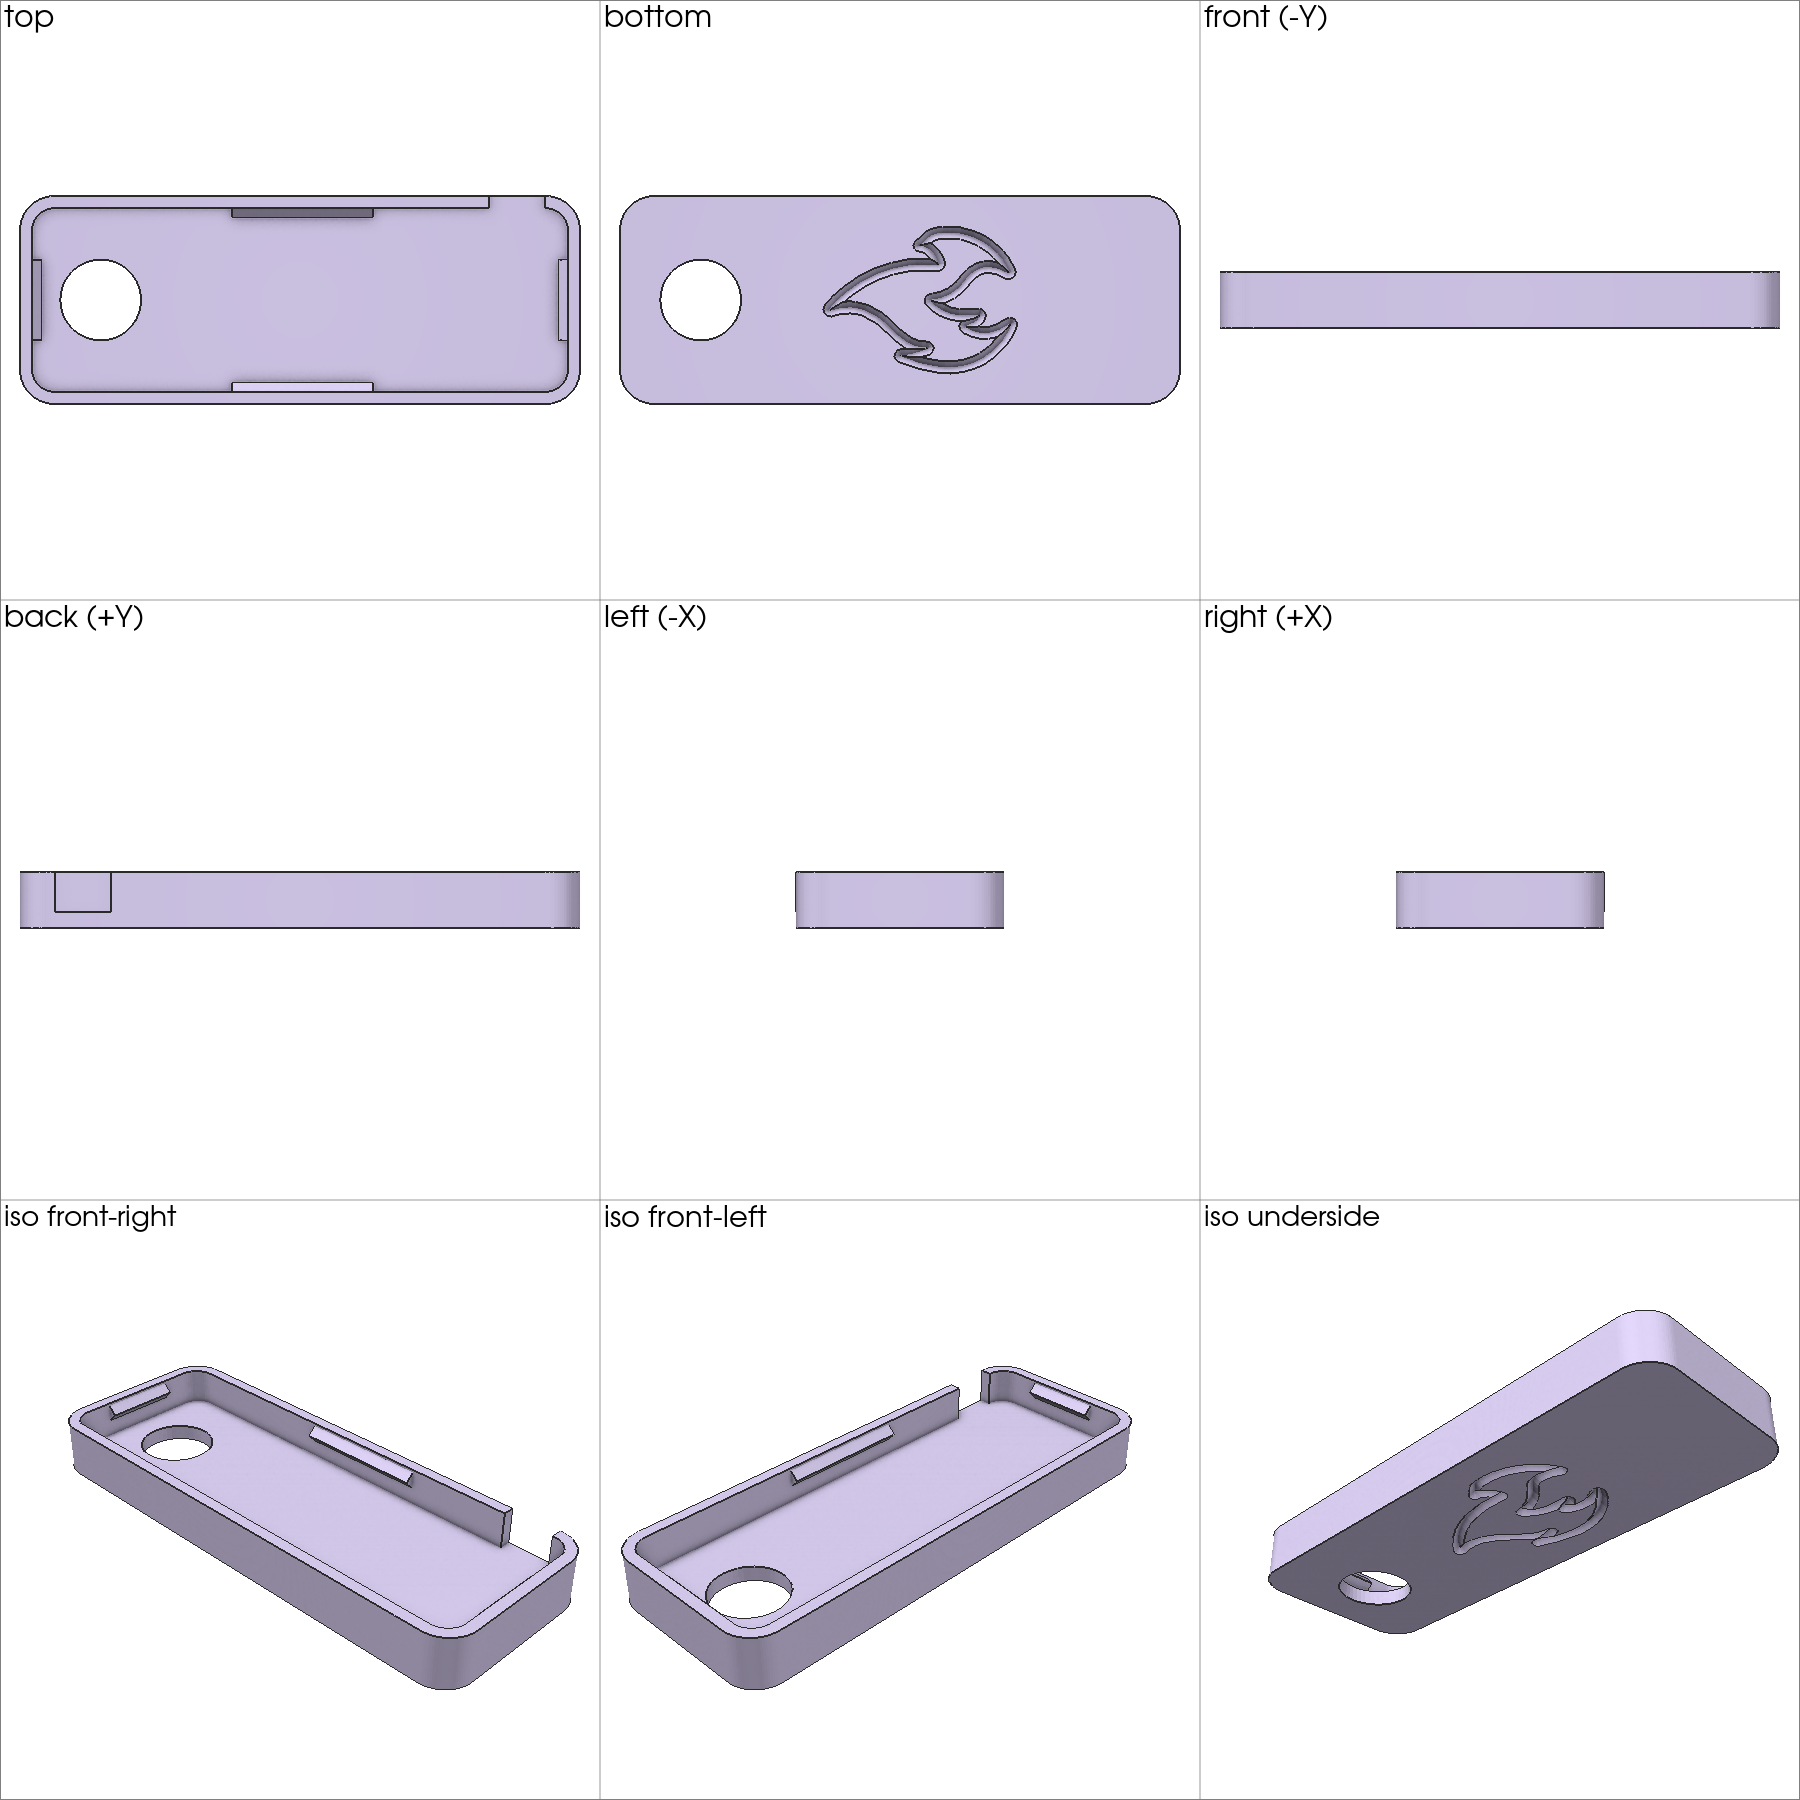 top
bottom
front (-Y)
back (+Y)
left (-X)
right (+X)
iso front-right
iso front-left
iso underside